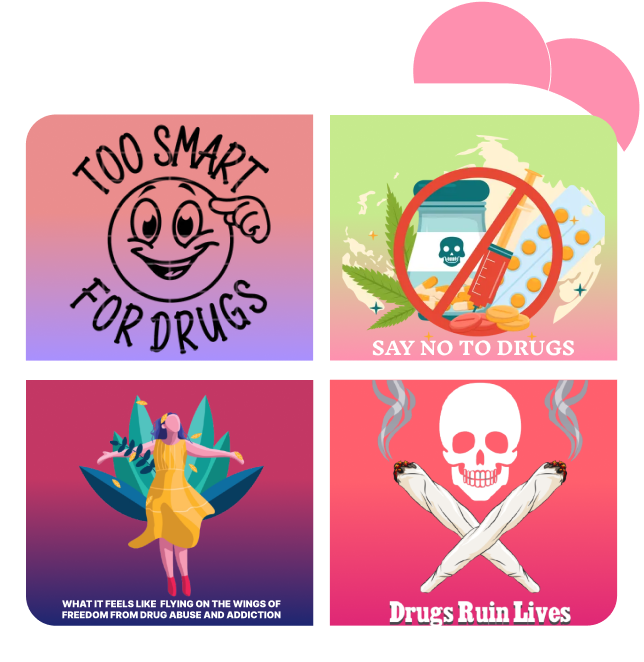 TOO SMART
FOR DRUGS
SAY NO TO DRUGS
WHAT IT FEELS LIKE FLYING ON THE WINGS OF
FREEDOM FROM DRUG ABUSE AND ADDICTION
Drugs Ruin Lives